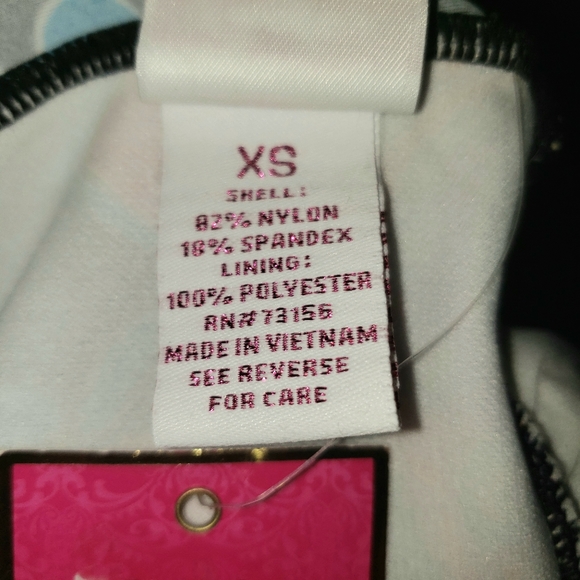 XS
SHELL:
82% NYLON
18% SPANDEX
LINING:
100% POLYESTER
RN# 73156
MADE IN VIETNAM
SEE REVERSE
FOR CARE